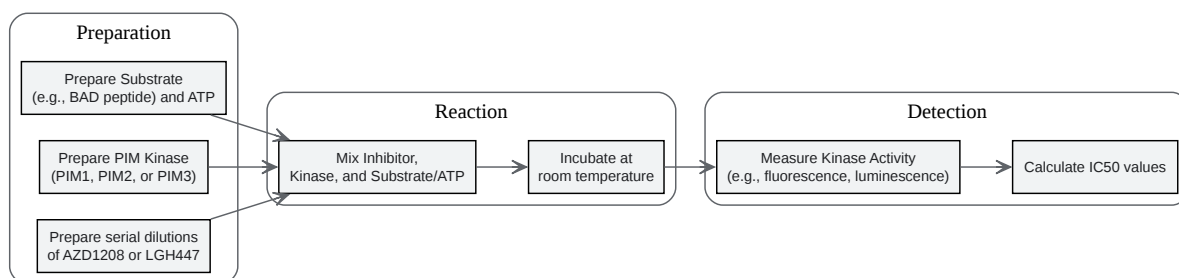 Preparation
Prepare Substrate
(e.g., BAD peptide) and ATP
Prepare PIM Kinase
(PIM1, PIM2, or PIM3)
Prepare serial dilutions
of AZD1208 or LGH447
Reaction
Mix Inhibitor,
Kinase, and Substrate/ATP
Incubate at
room temperature
Detection
Measure Kinase Activity
(e.g., fluorescence, luminescence)
Calculate IC50 values